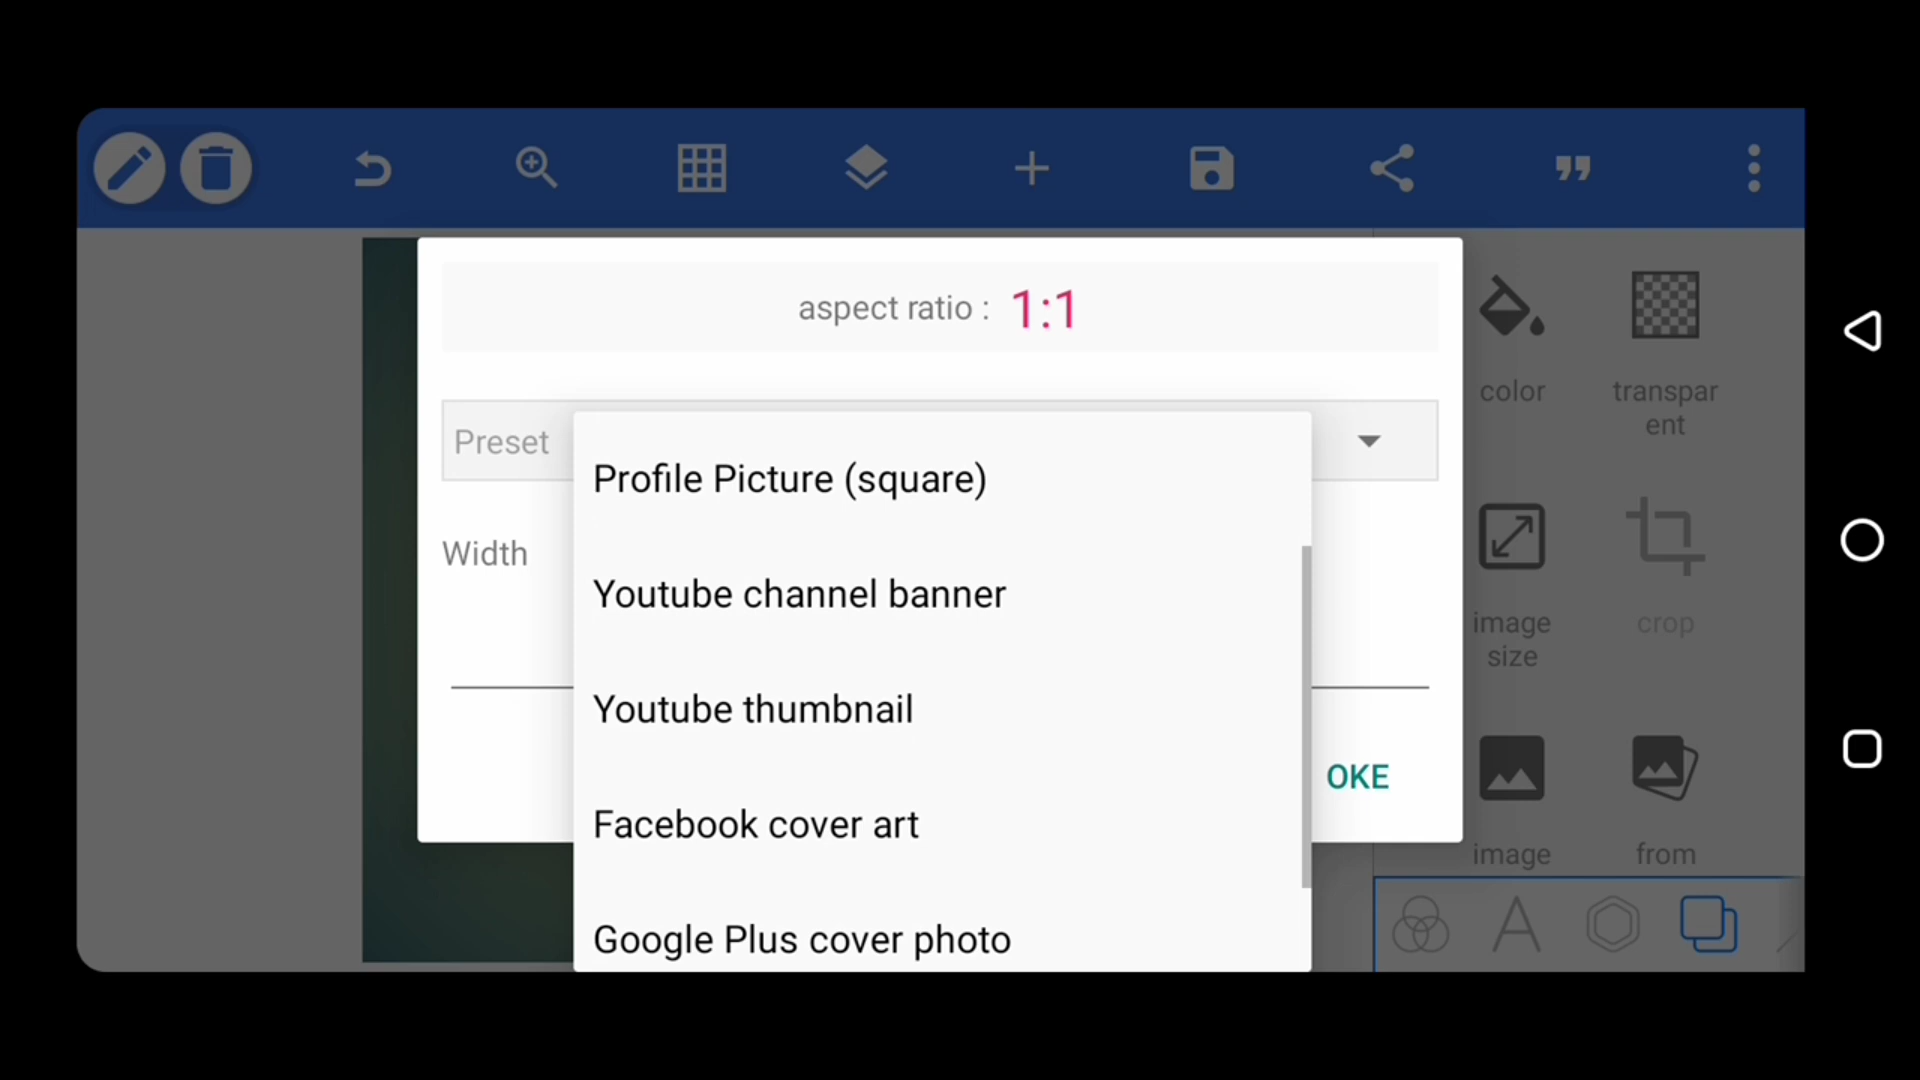 aspect ratio : 1:1
Preset
Profile Picture (square)
Width
Youtube channel banner
Youtube thumbnail
Facebook cover art
Google Plus cover photo
OKE
color
transpar
ent
image
size
crop
image
from